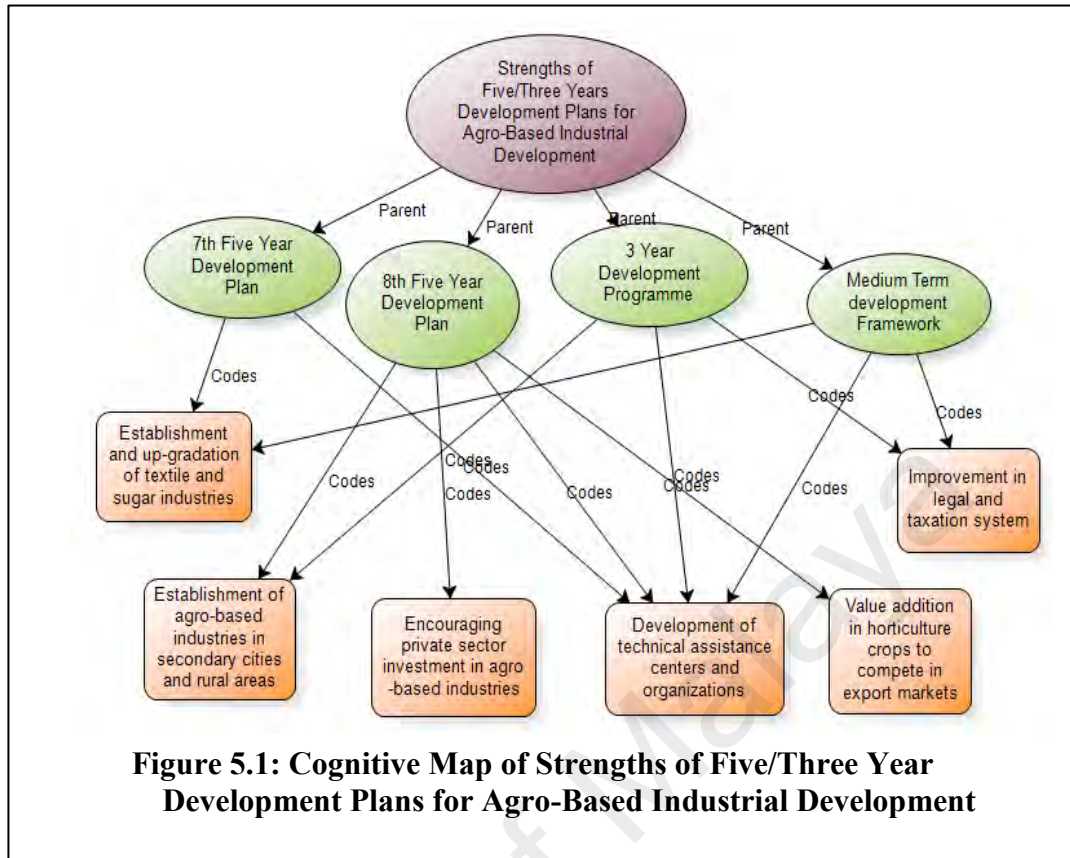 Strengths of
Five/Three Years
Development Plans for
Agro-Based Industrial
Development
Parent
Parent
Parent
Parent
7th Five Year
Development
Plan
8th Five Year
Development
Plan
3 Year
Development
Programme
Medium Term
development
Framework
Codes
Codes
Codes
Codes
Codes
Codes
Codes
Codes
Codes
Codes
Codes
Establishment
and up-gradation
of textile and
sugar industries
Improvement in
legal and
taxation system
Establishment of
agro-based
industries in
secondary cities
and rural areas
Encouraging
private sector
investment in agro
-based industries
Development of
technical assistance
centers and
organizations
Value addition
in horticulture
crops to
compete in
export markets
of Malaya
Figure 5.1: Cognitive Map of Strengths of Five/Three Year
Development Plans for Agro-Based Industrial Development